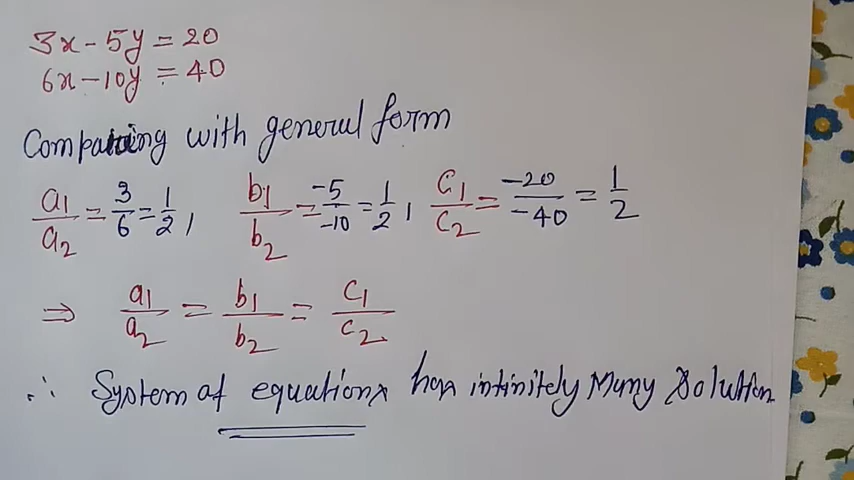 3x - 5y = 20
6x - 10y = 40
Comparing with general form
a1/a2 = 3/6 = 1/2, b1/b2 = -5/-10 = 1/2, c1/c2 = -20/-40 = 1/2
⇒ a1/a2 = b1/b2 = c1/c2
∴ System of equations has infinitely Many Solution